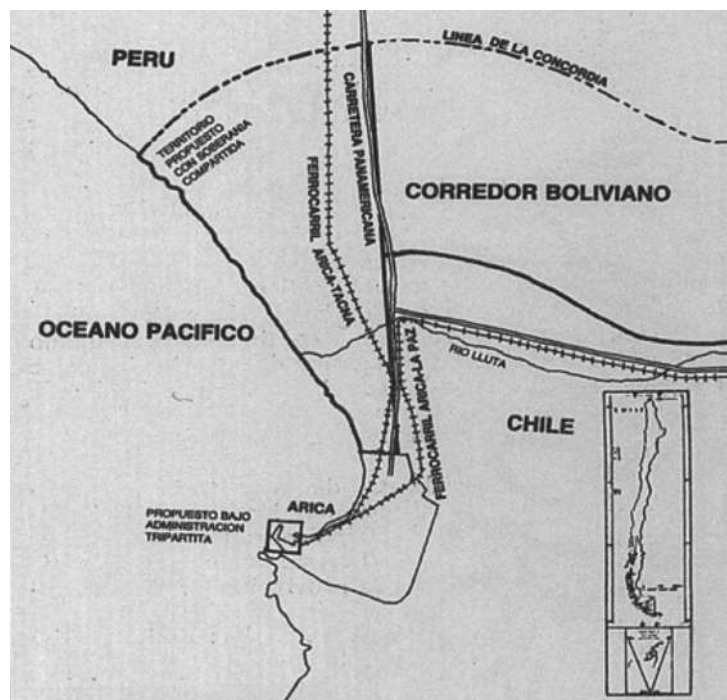 PERU
LINEA DE LA CONCORDIA
TERRITORIO
PROPUESTO
CON SOBERANIA
COMPARTIDA
FERROCARRIL ARICA-TACNA
CARRETERA PANAMERICANA
CORREDOR BOLIVIANO
OCEANO PACIFICO
RIO LLUTA
FERROCARRIL ARICA-LA PAZ
CHILE
ARICA
PROPUESTO BAJO
ADMINISTRACION
TRIPARTITA